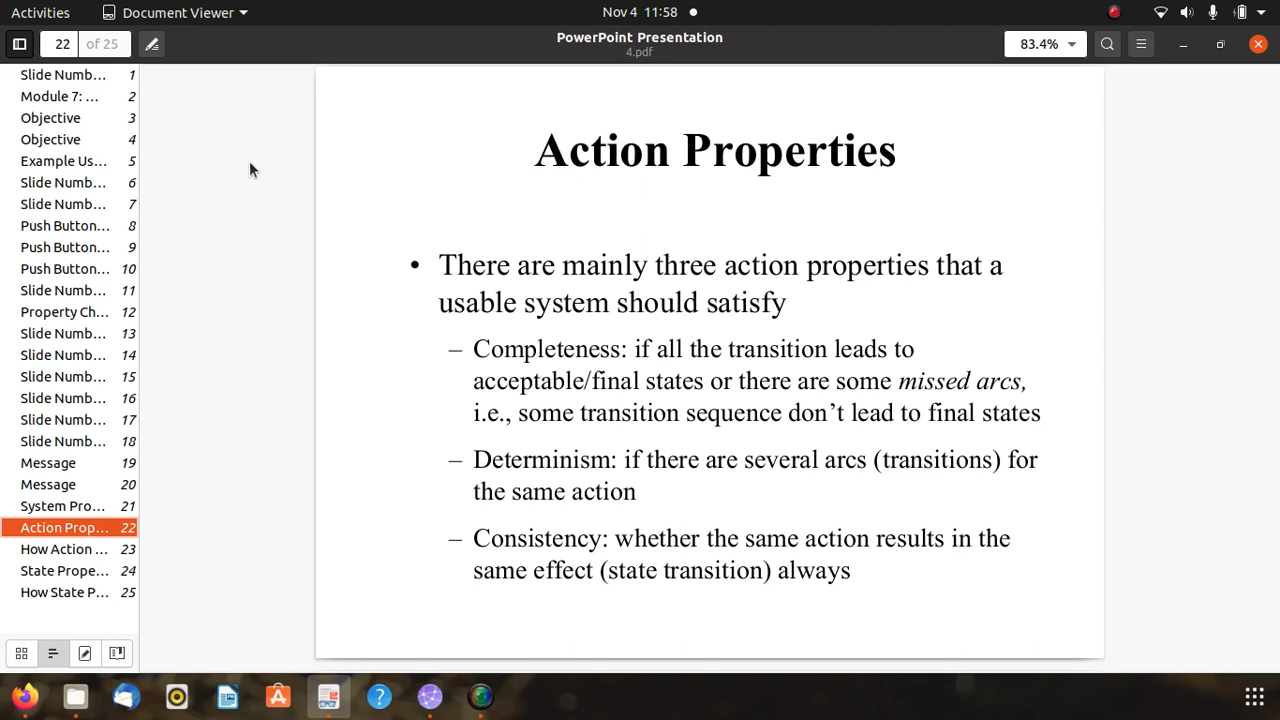 Activities
Document Viewer
Nov 4 11:58
22
of 25
PowerPoint Presentation
4.pdf
83.4%
Slide Numb… 1
Module 7: … 2
Objective 3
Objective 4
Example Us… 5
Slide Numb… 6
Slide Numb… 7
Push Button… 8
Push Button… 9
Push Button… 10
Slide Numb… 11
Property Ch… 12
Slide Numb… 13
Slide Numb… 14
Slide Numb… 15
Slide Numb… 16
Slide Numb… 17
Slide Numb… 18
Message 19
Message 20
System Pro… 21
Action Prop… 22
How Action … 23
State Prope… 24
How State P… 25
Action Properties
• There are mainly three action properties that a
usable system should satisfy
– Completeness: if all the transition leads to
acceptable/final states or there are some missed arcs,
i.e., some transition sequence don’t lead to final states
– Determinism: if there are several arcs (transitions) for
the same action
– Consistency: whether the same action results in the
same effect (state transition) always